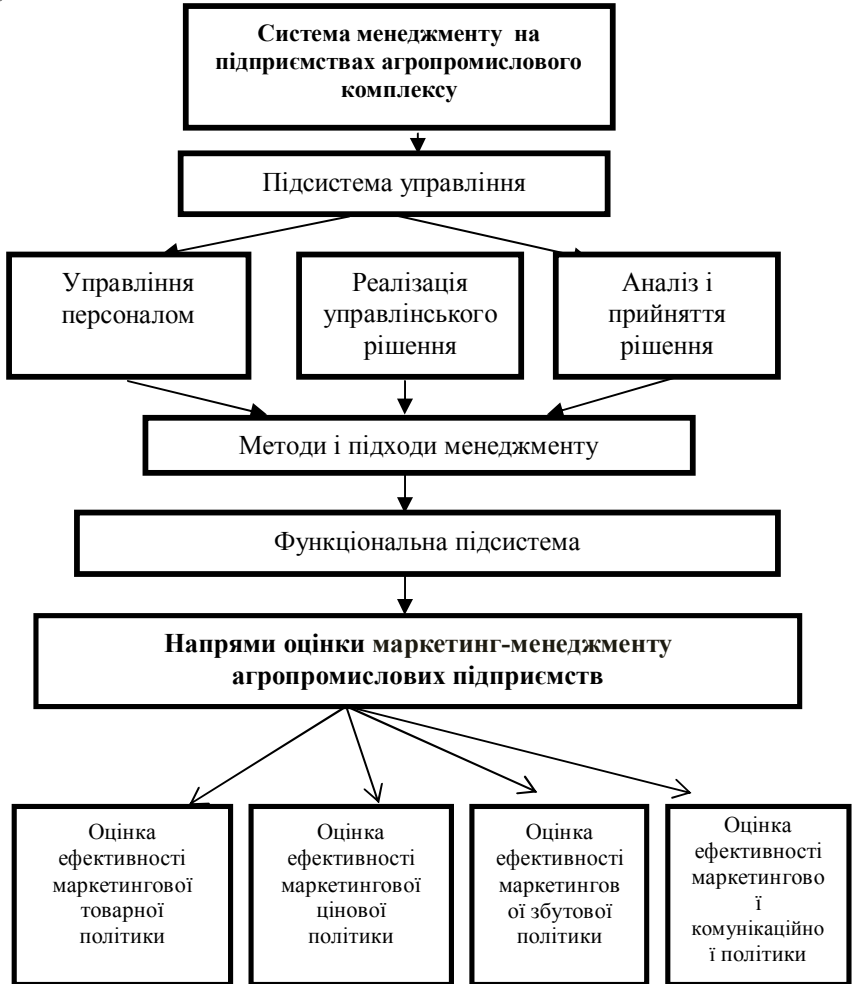 Система менеджменту на
підприємствах агропромислового
комплексу
Підсистема управління
Управління
персоналом
Реалізація
управлінського
рішення
Аналіз і
прийняття
рішення
Методи і підходи менеджменту
Функціональна підсистема
Напрями оцінки маркетинг-менеджменту
агропромислових підприємств
Оцінка
ефективності
маркетингової
товарної
політики
Оцінка
ефективності
маркетингової
цінової
політики
Оцінка
ефективності
маркетингов
ої збутової
політики
Оцінка
ефективності
маркетингово
ї
комунікаційно
ї політики